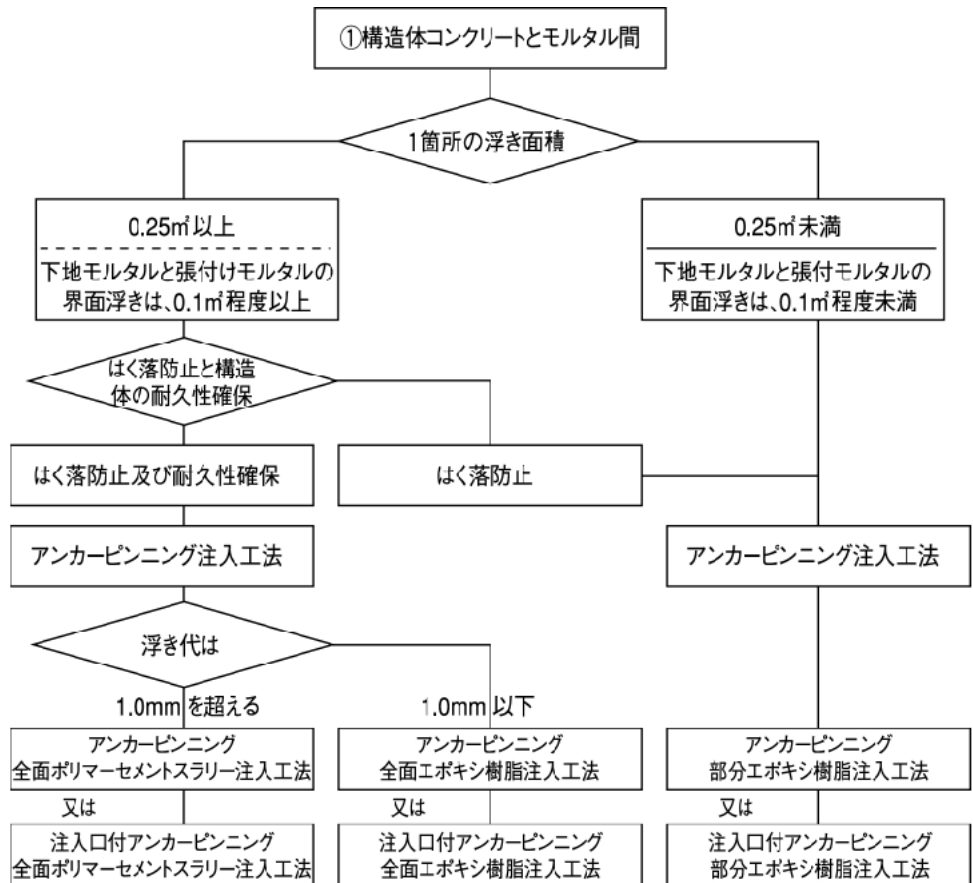 ①構造体コンクリートとモルタル間
1箇所の浮き面積
0.25㎡以上
下地モルタルと張付けモルタルの
界面浮きは、0.1㎡程度以上
0.25㎡未満
下地モルタルと張付モルタルの
界面浮きは、0.1㎡程度未満
はく落防止と構造
体の耐久性確保
はく落防止及び耐久性確保
はく落防止
アンカーピンニング注入工法
アンカーピンニング注入工法
浮き代は
1.0mmを超える
1.0mm 以下
アンカーピンニング
全面ポリマーセメントスラリー注入工法
アンカーピンニング
全面エポキシ樹脂注入工法
アンカーピンニング
部分エポキシ樹脂注入工法
又は
又は
又は
注入口付アンカーピンニング
全面ポリマーセメントスラリー注入工法
注入口付アンカーピンニング
全面エポキシ樹脂注入工法
注入口付アンカーピンニング
部分エポキシ樹脂注入工法